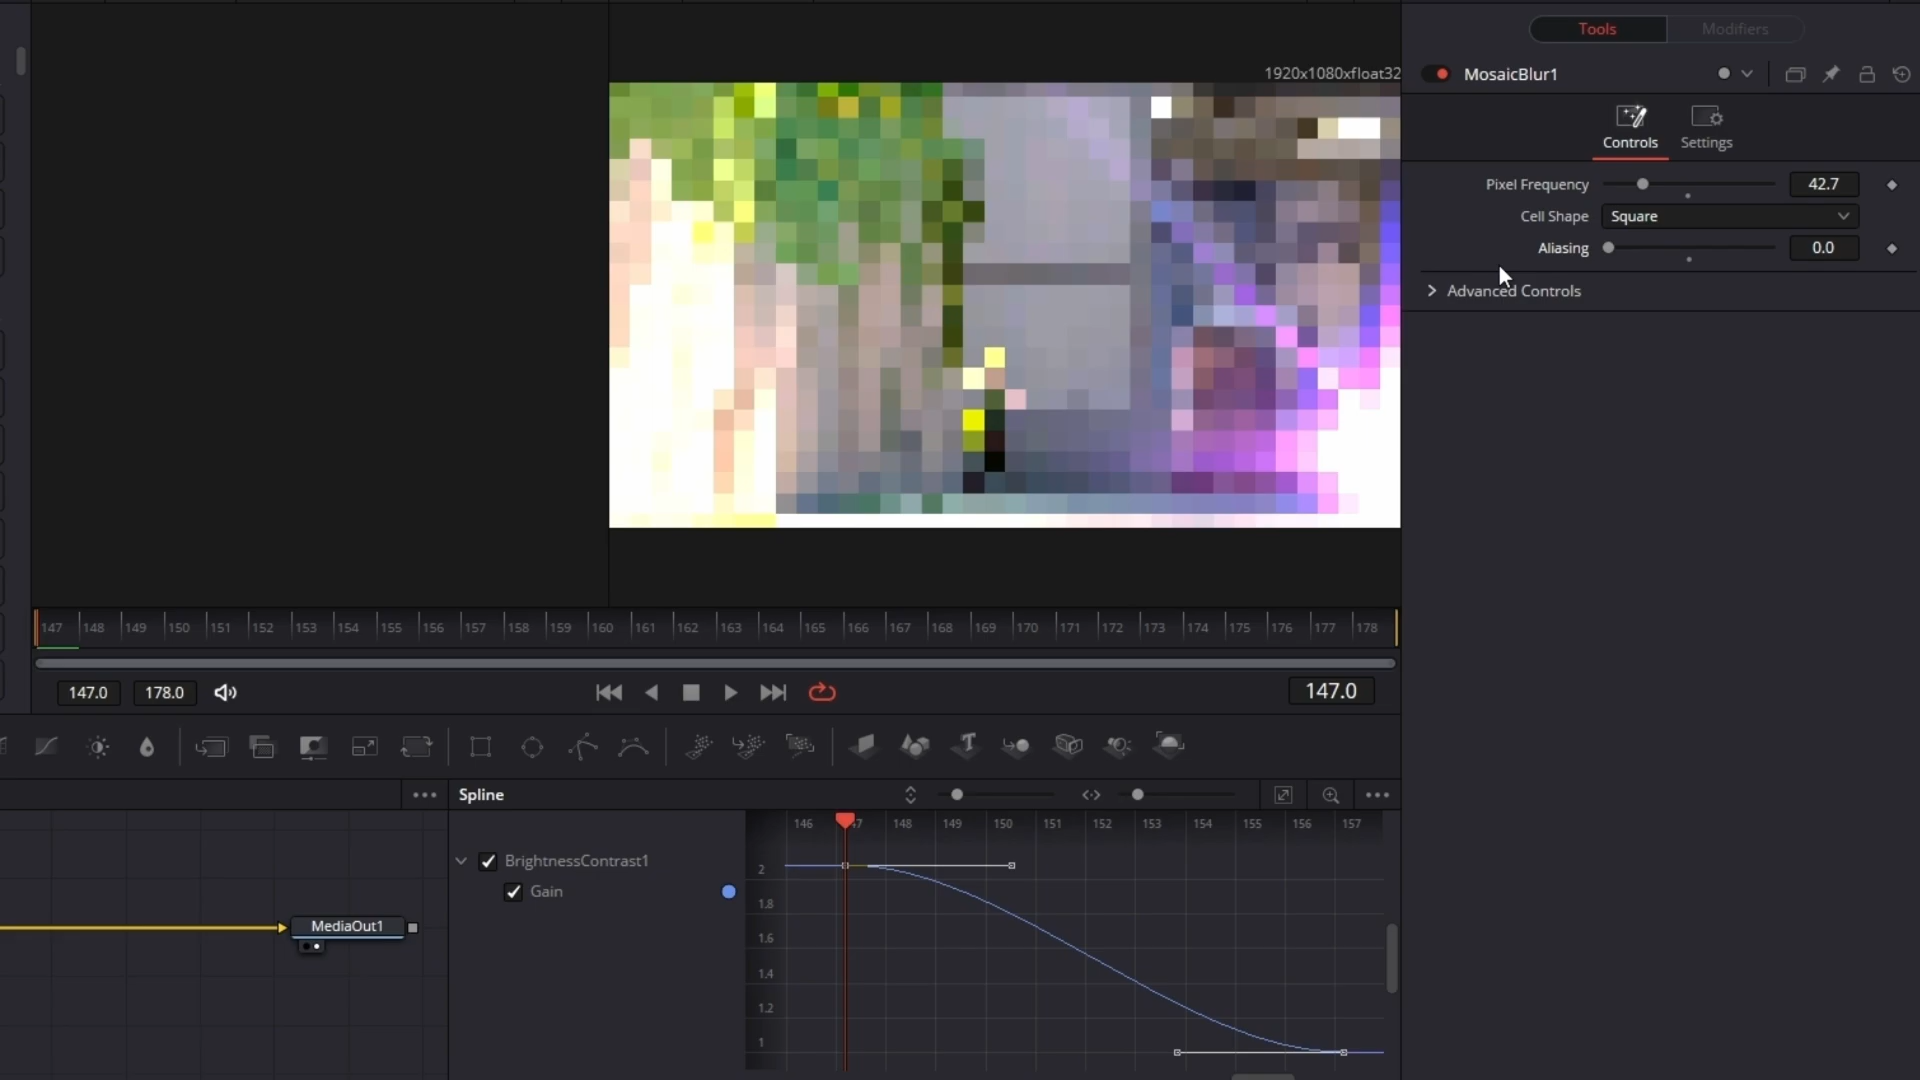 Tools
Modifiers
1920x1080xfloat32
MosaicBlur1
Controls
Settings
Pixel Frequency
42.7
Cell Shape
Square
Aliasing
0.0
Advanced Controls
147 148 149 150 151 152 153 154 155 156 157 158 159 160 161 162 163 164 165 166 167 168 169 170 171 172 173 174 175 176 177 178
147.0
178.0
147.0
Spline
146 7 148 149 150 151 152 153 154 155 156 157
BrightnessContrast1
2
Gain
1.8
MediaOut1
1.6
1.4
1.2
1